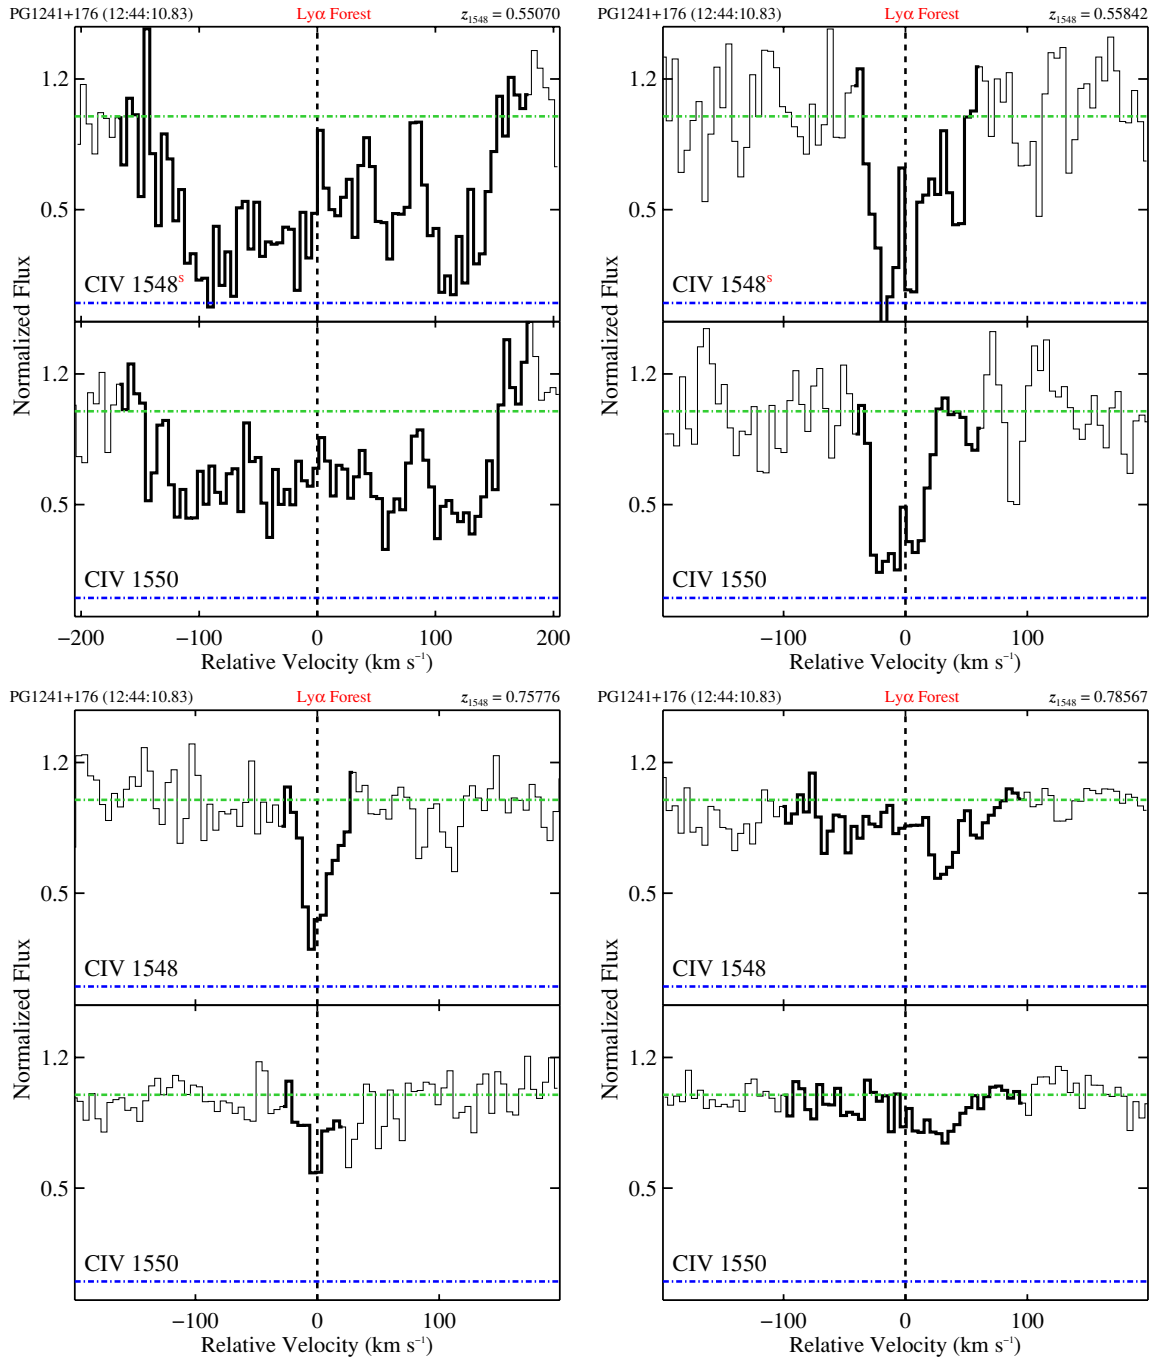 PG1241+176 (12:44:10.83) Lyα Forest z1548 = 0.55070
1.2
0.5
CIV 1548s
Normalized Flux
1.2
0.5
CIV 1550
−200 −100 0 100 200
Relative Velocity (km s−1)
PG1241+176 (12:44:10.83) Lyα Forest z1548 = 0.55842
1.2
0.5
CIV 1548s
Normalized Flux
1.2
0.5
CIV 1550
−100 0 100
Relative Velocity (km s−1)
PG1241+176 (12:44:10.83) Lyα Forest z1548 = 0.75776
1.2
0.5
CIV 1548
Normalized Flux
1.2
0.5
CIV 1550
−100 0 100
Relative Velocity (km s−1)
PG1241+176 (12:44:10.83) Lyα Forest z1548 = 0.78567
1.2
0.5
CIV 1548
Normalized Flux
1.2
0.5
CIV 1550
−100 0 100
Relative Velocity (km s−1)